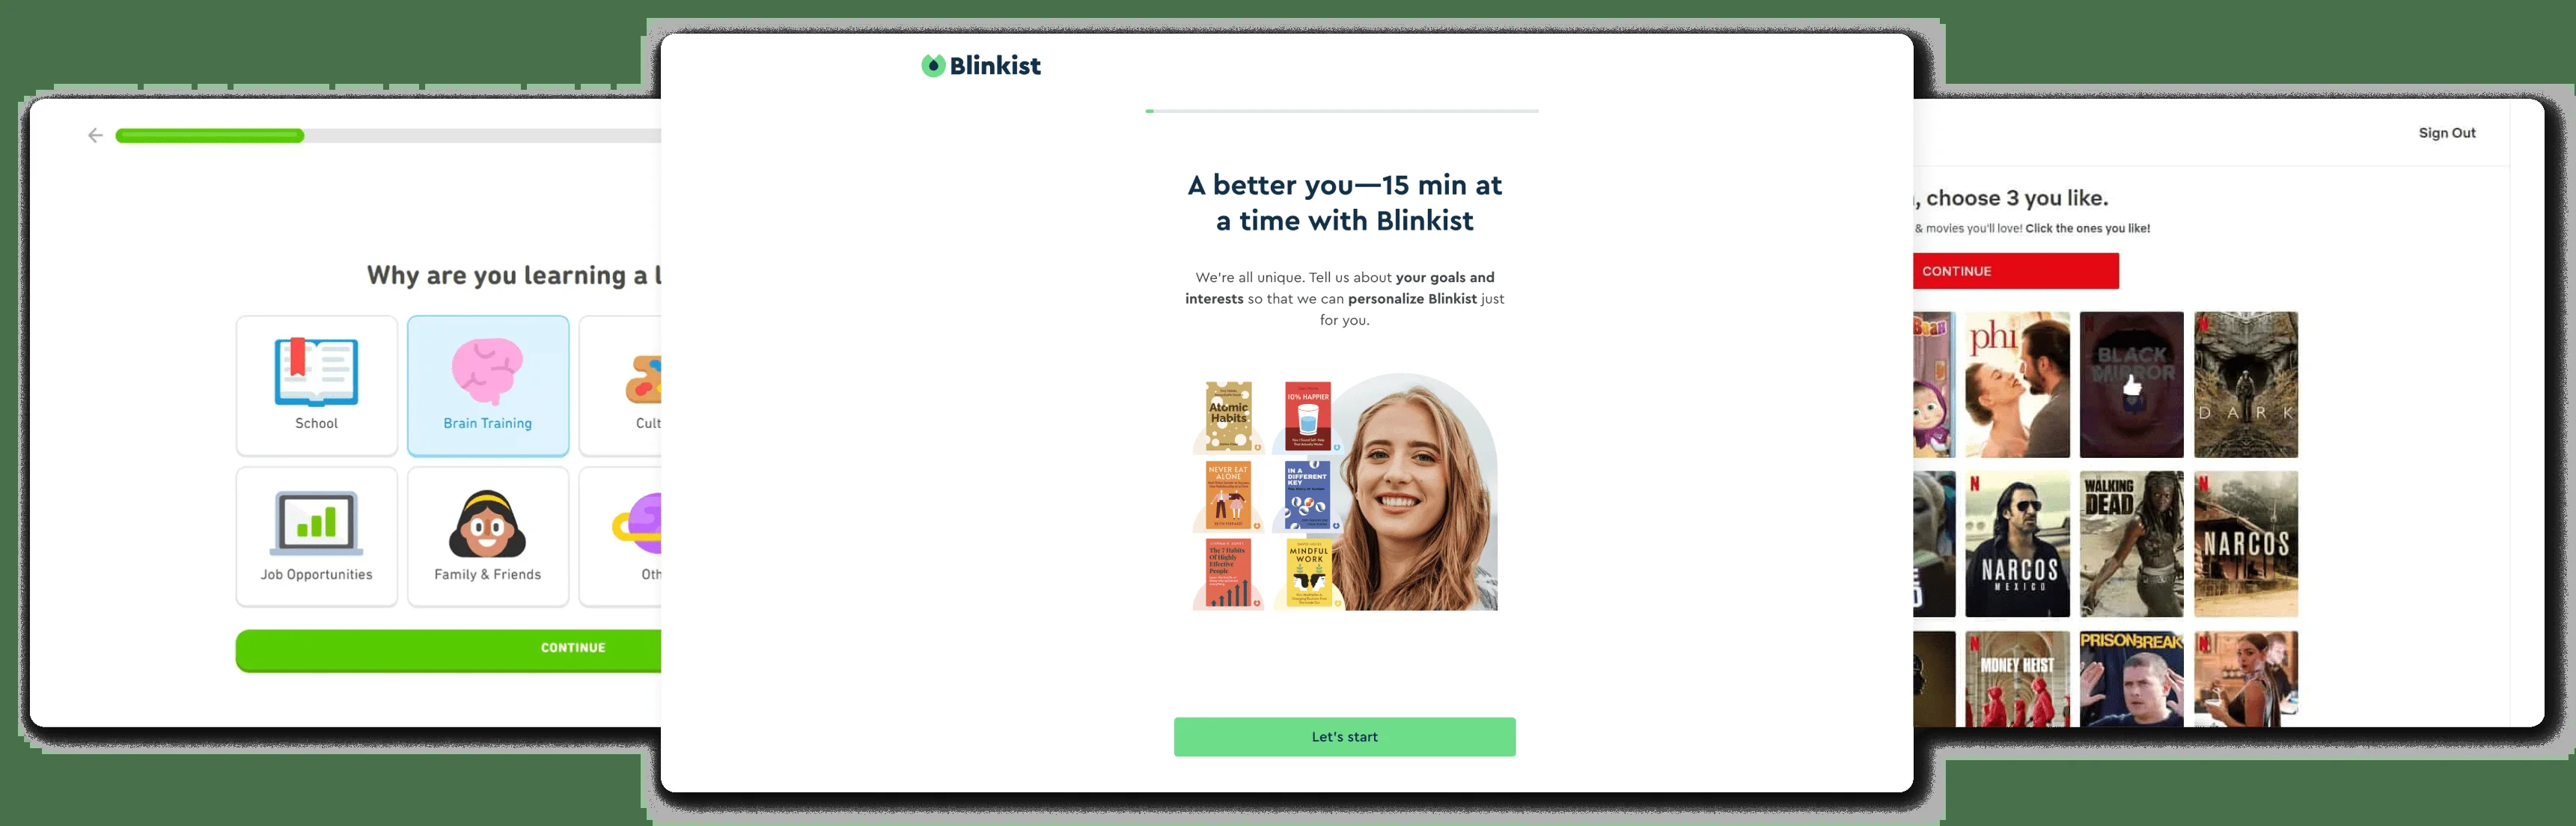 Why are you learning a l
School
Brain Training
Cult
Job Opportunities
Family & Friends
Oth
CONTINUE
Blinkist
A better you—15 min at
a time with Blinkist
We're all unique. Tell us about your goals and
interests so that we can personalize Blinkist just
for you.
Atomic
Habits
10% HAPPIER
NEVER EAT
ALONE
IN A
DIFFERENT
KEY
The 7 Habits
Of Highly
Effective
People
MINDFUL
WORK
Let's start
Sign Out
, choose 3 you like.
& movies you'll love! Click the ones you like!
CONTINUE
phi
BLACK
MIRROR
DARK
NARCOS
MEXICO
WALKING
DEAD
NARCOS
MONEY HEIST
PRISON BREAK